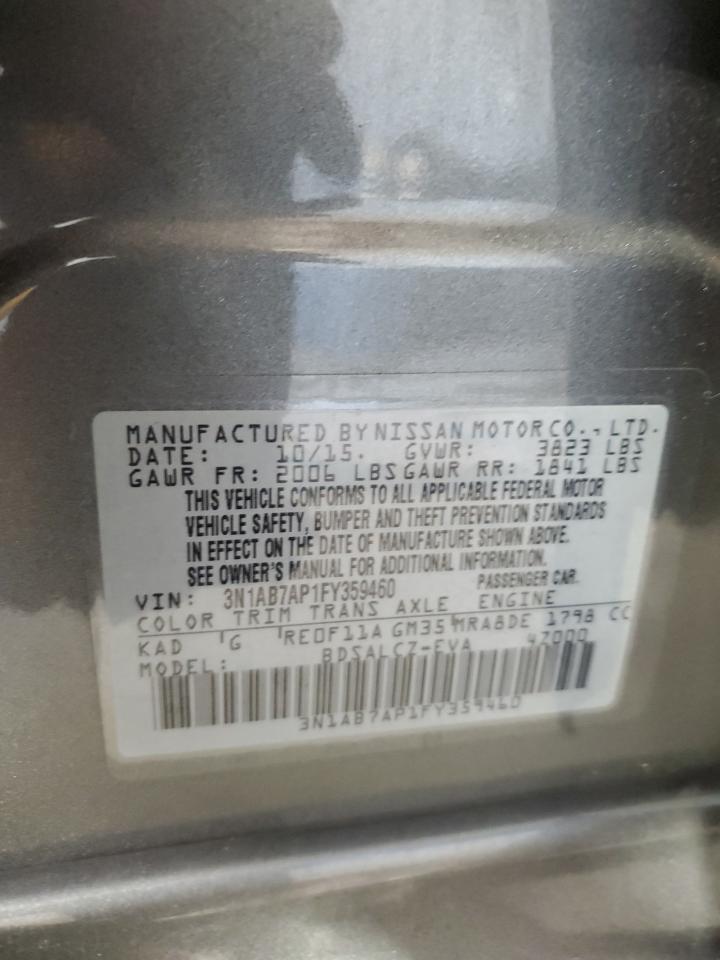 MANUFACTURED BY NISSAN MOTOR CO., LTD.
DATE: 10/15. GVWR: 3823 LBS
GAWR FR: 2006 LBS GAWR RR: 1841 LBS
THIS VEHICLE CONFORMS TO ALL APPLICABLE FEDERAL MOTOR
VEHICLE SAFETY, BUMPER AND THEFT PREVENTION STANDARDS
IN EFFECT ON THE DATE OF MANUFACTURE SHOWN ABOVE.
SEE OWNER'S MANUAL FOR ADDITIONAL INFORMATION.
VIN: 3N1AB7AP1FY359460 PASSENGER CAR.
COLOR TRIM TRANS AXLE ENGINE
KAD G RE0F11A GM35 MRA8DE 1798 CC
MODEL: BDSALCZ-EVA 4Z000
3N1AB7AP1FY359460